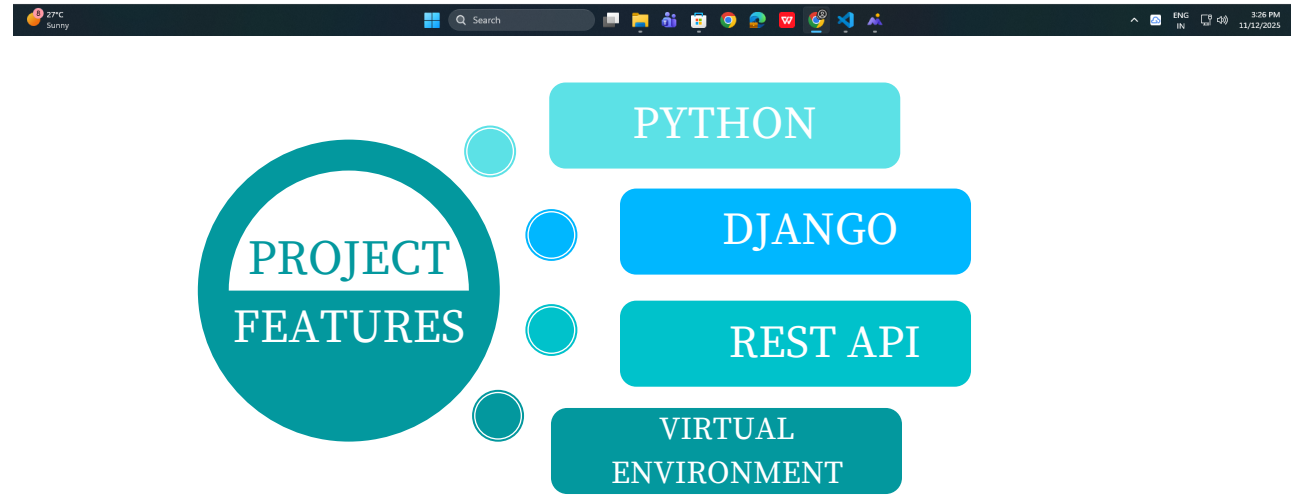 8
27°C
Sunny
Search
ENG
IN
3:26 PM
11/12/2025
PYTHON
DJANGO
PROJECT
FEATURES
REST API
VIRTUAL
ENVIRONMENT